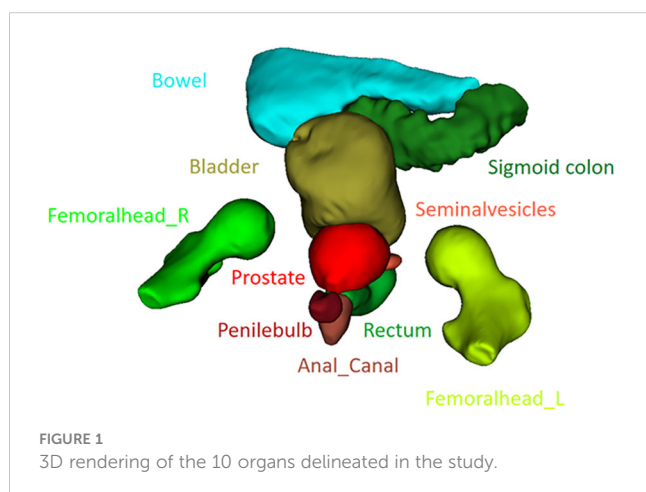 Bowel
Bladder
Sigmoid colon
Femoralhead_R
Seminalvesicles
Prostate
Penilebulb
Rectum
Anal_Canal
Femoralhead_L
FIGURE 1
3D rendering of the 10 organs delineated in the study.